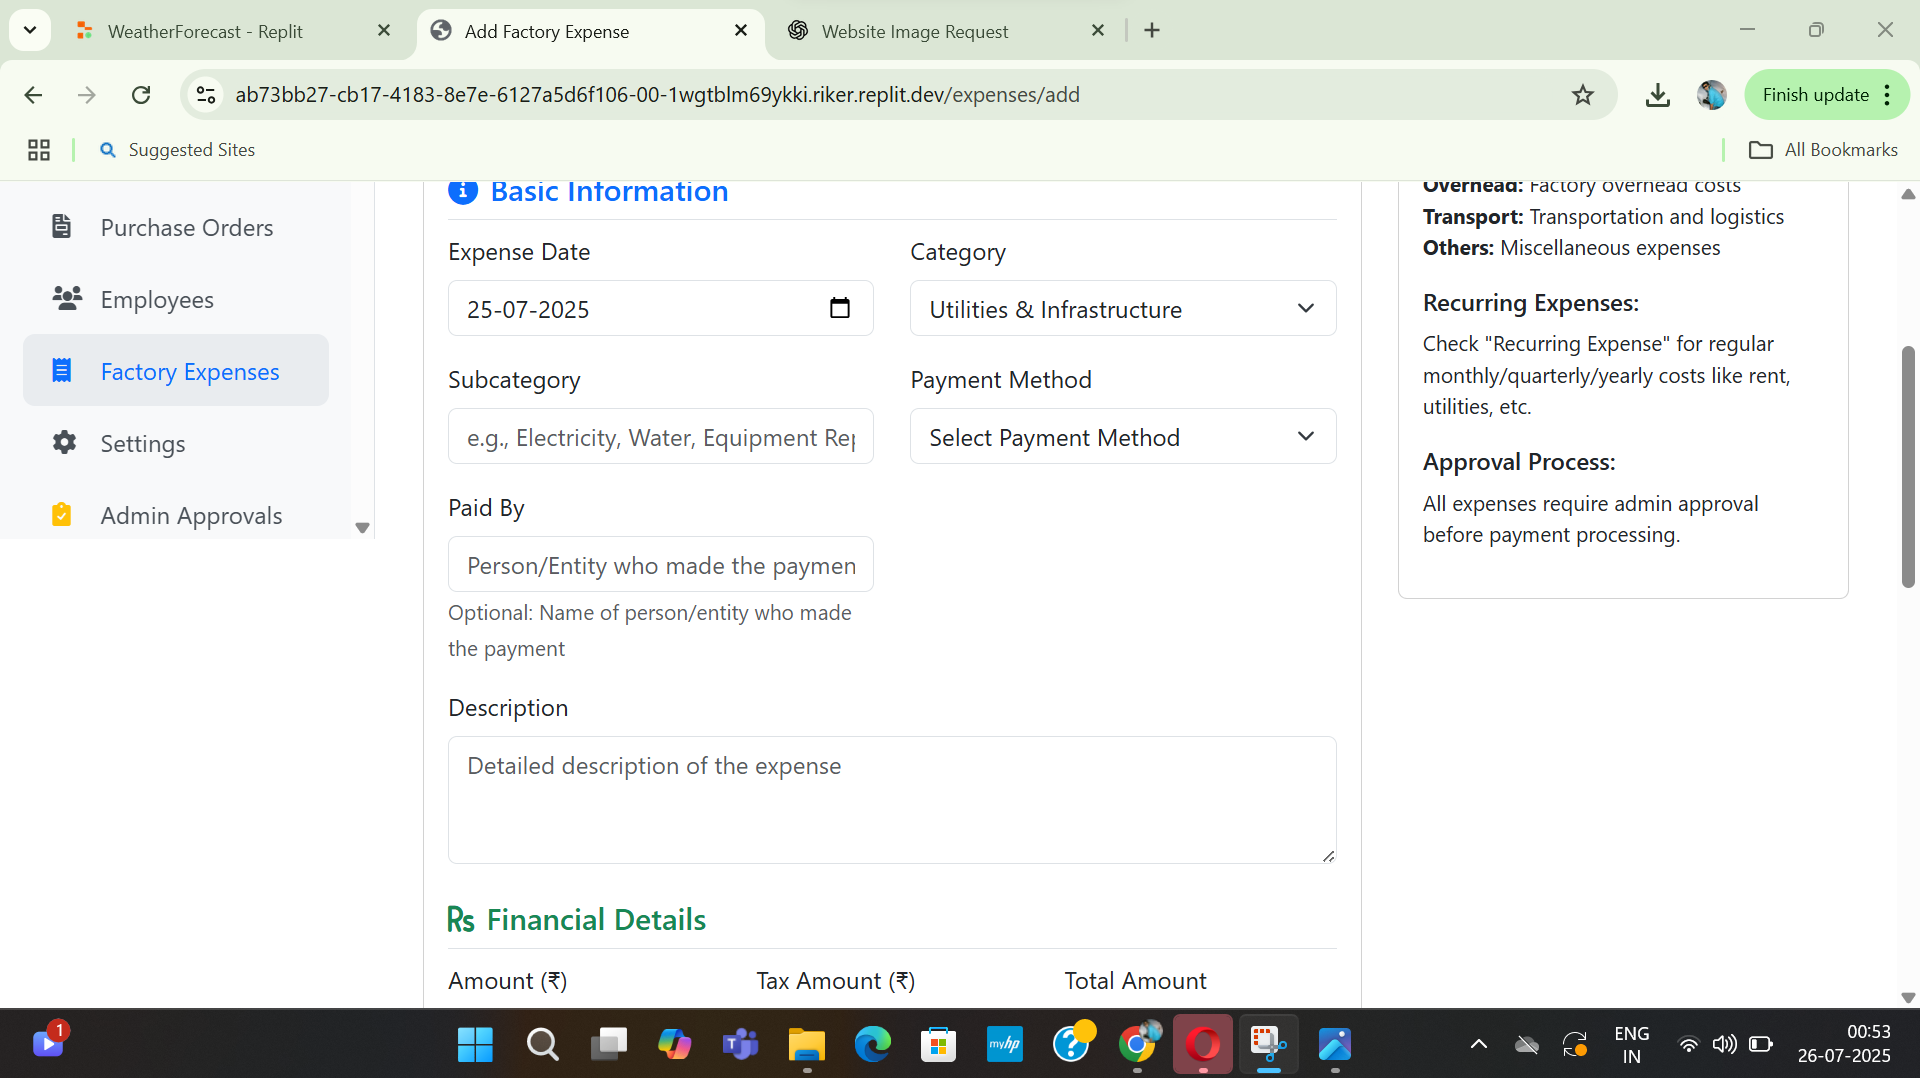 WeatherForecast - Replit
Add Factory Expense
Website Image Request
ab73bb27-cb17-4183-8e7e-6127a5d6f106-00-1wgtblm69ykki.riker.replit.dev/expenses/add
Finish update
Suggested Sites
All Bookmarks
Purchase Orders
Employees
Factory Expenses
Settings
Admin Approvals
Basic Information
Expense Date
Category
25-07-2025
Utilities & Infrastructure
Subcategory
Payment Method
e.g., Electricity, Water, Equipment Rep
Select Payment Method
Paid By
Person/Entity who made the paymen
Optional: Name of person/entity who made
the payment
Description
Detailed description of the expense
Rs Financial Details
Amount (₹)
Tax Amount (₹)
Total Amount
Overhead: Factory overhead costs
Transport: Transportation and logistics
Others: Miscellaneous expenses
Recurring Expenses:
Check "Recurring Expense" for regular
monthly/quarterly/yearly costs like rent,
utilities, etc.
Approval Process:
All expenses require admin approval
before payment processing.
1
myhp
ENG
IN
00:53
26-07-2025